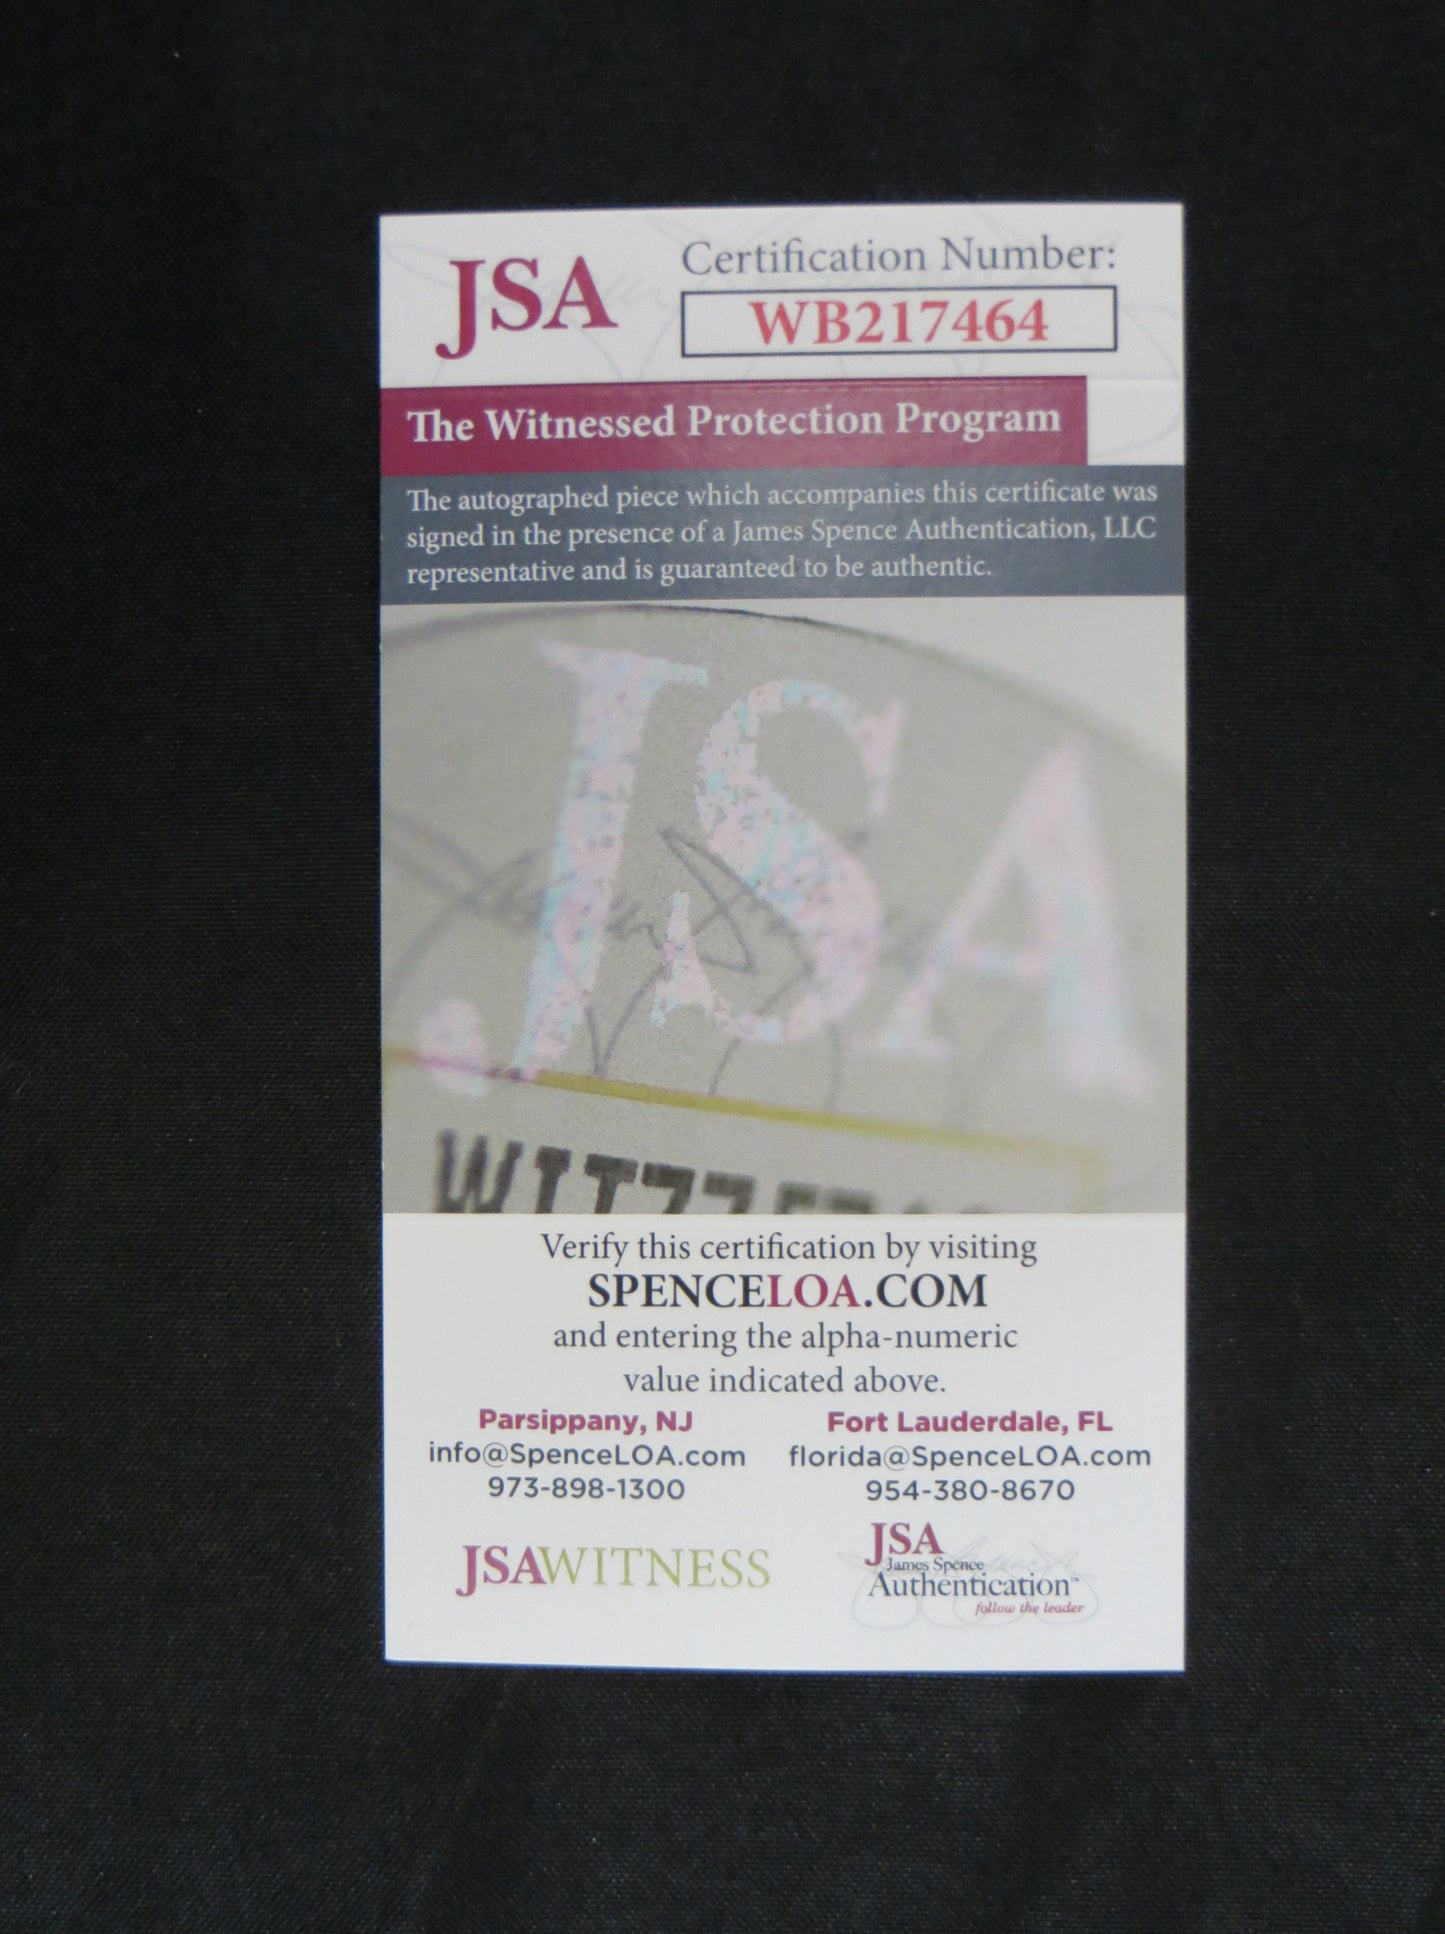 JSA
Certification Number:
WB217464
The Witnessed Protection Program
The autographed piece which accompanies this certificate was
signed in the presence of a James Spence Authentication, LLC
representative and is guaranteed to be authentic.
JSA
Verify this certification by visiting
SPENCELOA.COM
and entering the alpha-numeric
value indicated above.
Parsippany, NJ
info@SpenceLOA.com
973-898-1300
Fort Lauderdale, FL
florida@SpenceLOA.com
954-380-8670
JSAWITNESS
JSA
James Spence
Authentication™
follow the leader